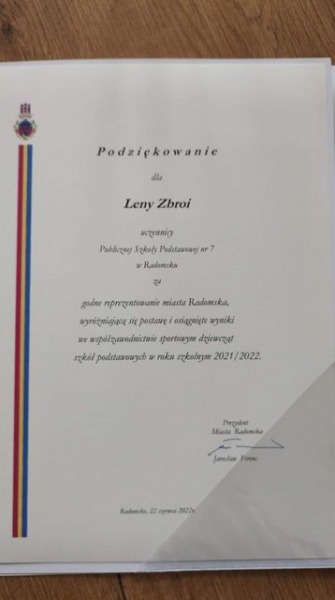 Podziękowanie
dla
Leny Zbroi
uczennicy
Publicznej Szkoły Podstawowej nr 7
w Radomsku
za
godne reprezentowanie miasta Radomska,
wyróżniającą się postawę i osiągnięte wyniki
we współzawodnictwie sportowym dziewcząt
szkół podstawowych w roku szkolnym 2021/2022.
Prezydent
Miasta Radomska
Jarosław Ferenc
Radomsko, 22 czerwca 2022r.